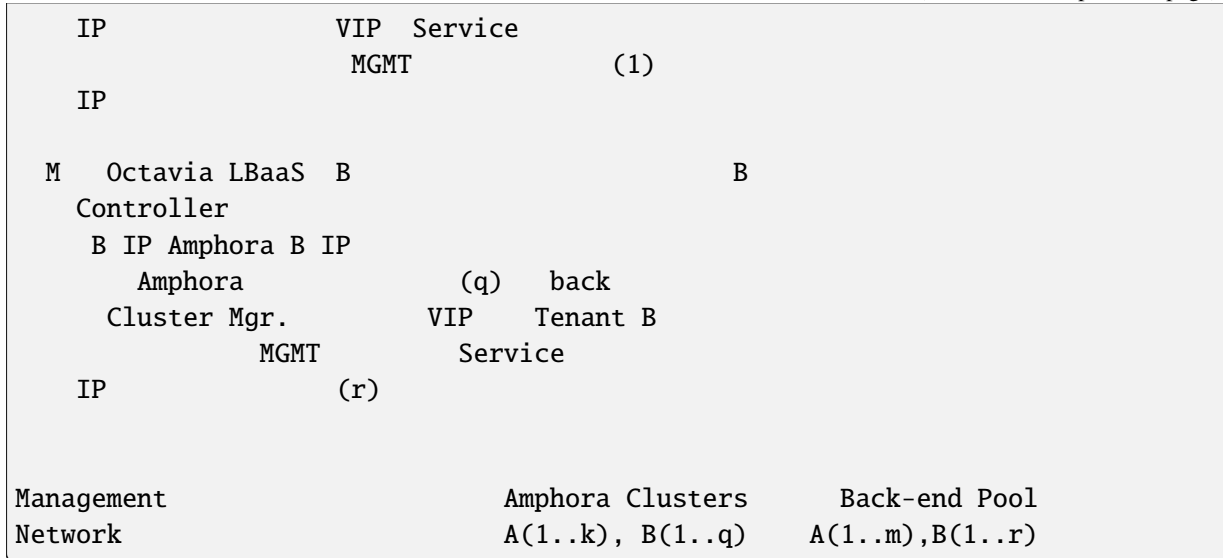 IP VIP Service
MGMT (1)
IP
M Octavia LBaaS B B
Controller
B IP Amphora B IP
Amphora (q) back
Cluster Mgr. VIP Tenant B
MGMT Service
IP (r)
Management Amphora Clusters Back-end Pool
Network A(1..k), B(1..q) A(1..m),B(1..r)